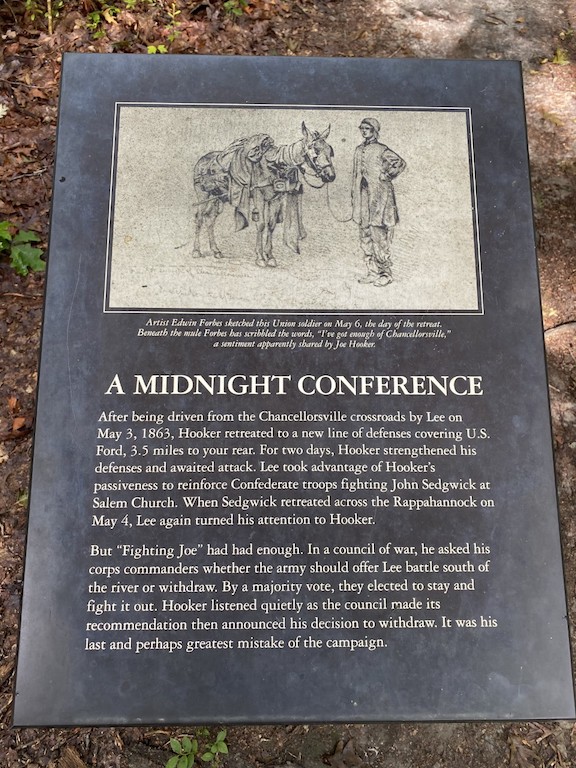 Artist Edwin Forbes sketched this Union soldier on May 6, the day of the retreat.
Beneath the mule Forbes has scribbled the words, "I've got enough of Chancellorsville,"
a sentiment apparently shared by Joe Hooker.
A MIDNIGHT CONFERENCE
After being driven from the Chancellorsville crossroads by Lee on
May 3, 1863, Hooker retreated to a new line of defenses covering U.S.
Ford, 3.5 miles to your rear. For two days, Hooker strengthened his
defenses and awaited attack. Lee took advantage of Hooker's
passiveness to reinforce Confederate troops fighting John Sedgwick at
Salem Church. When Sedgwick retreated across the Rappahannock on
May 4, Lee again turned his attention to Hooker.
But "Fighting Joe" had had enough. In a council of war, he asked his
corps commanders whether the army should offer Lee battle south of
the river or withdraw. By a majority vote, they elected to stay and
fight it out. Hooker listened quietly as the council made its
recommendation then announced his decision to withdraw. It was his
last and perhaps greatest mistake of the campaign.